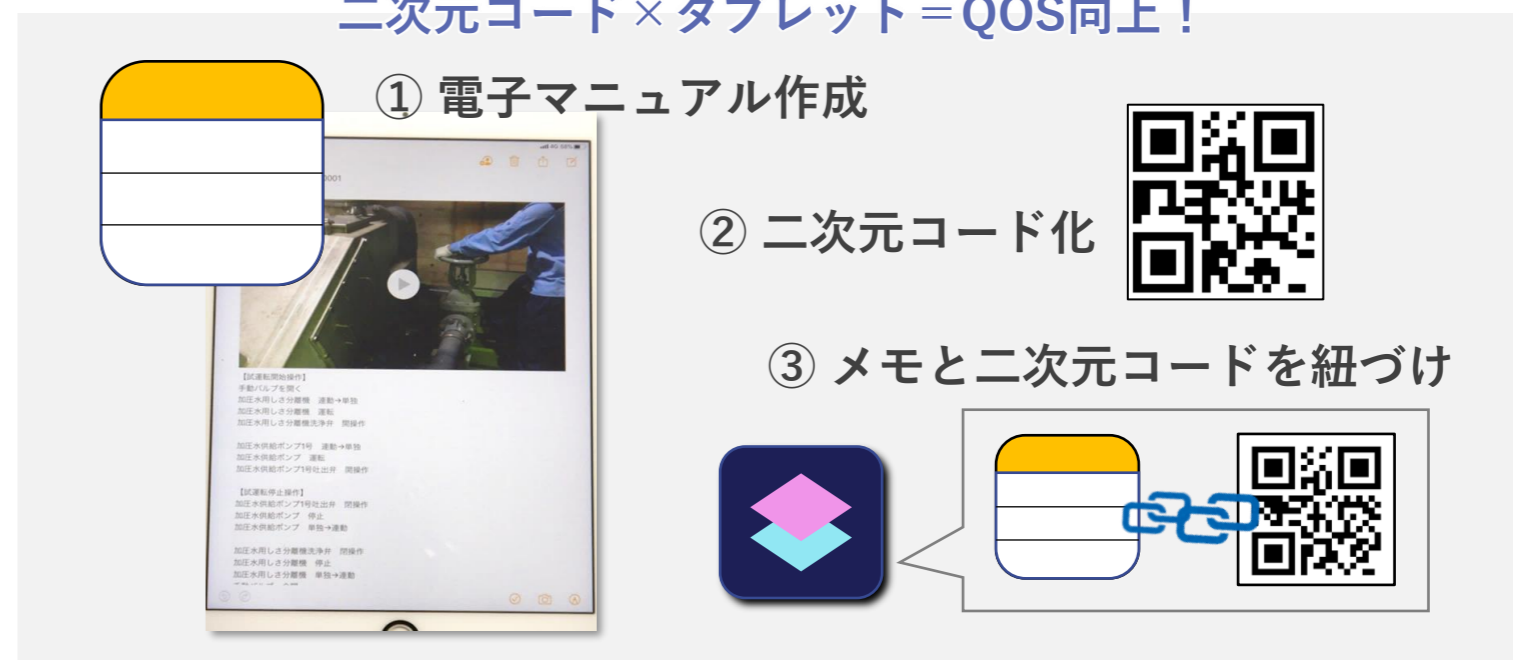 二次元コード×タブレット＝QOS向上！
① 電子マニュアル作成
0001
4G 58%
【試運転開始操作】
手動バルブを開く
加圧水用しさ分離機 連動→単独
加圧水用しさ分離機 運転
加圧水用しさ分離機洗浄弁 開操作
加圧水供給ポンプ1号 連動→単独
加圧水供給ポンプ 運転
加圧水供給ポンプ1号吐出弁 開操作
【試運転停止操作】
加圧水供給ポンプ1号吐出弁 閉操作
加圧水供給ポンプ 停止
加圧水供給ポンプ 単独→連動
加圧水用しさ分離機洗浄弁 閉操作
加圧水用しさ分離機 停止
加圧水用しさ分離機 単独→連動
② 二次元コード化
③ メモと二次元コードを紐づけ